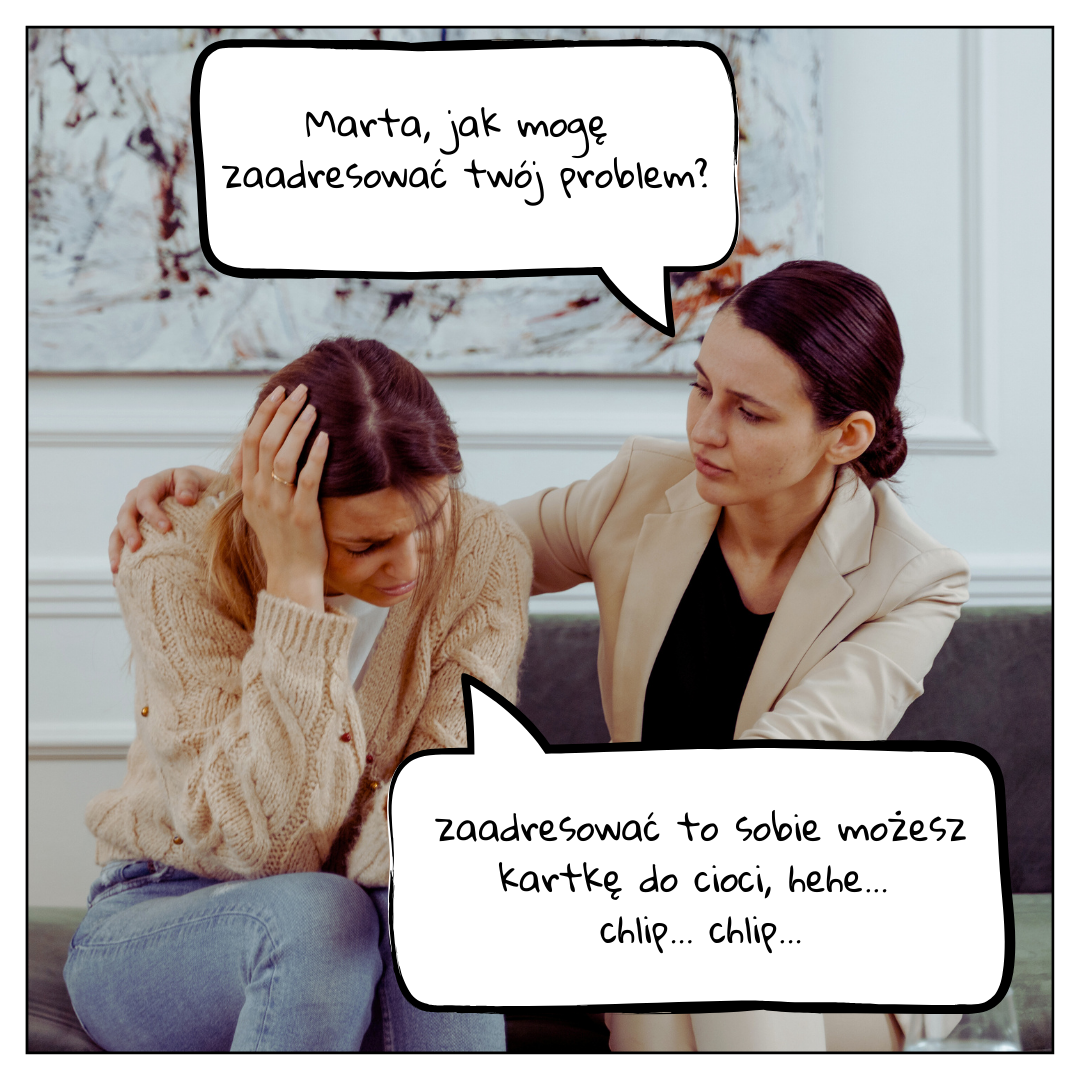 Marta, jak mogę
zaadresować twój problem?
zaadresować to sobie możesz
kartkę do cioci, hehe...
chlip... chlip...